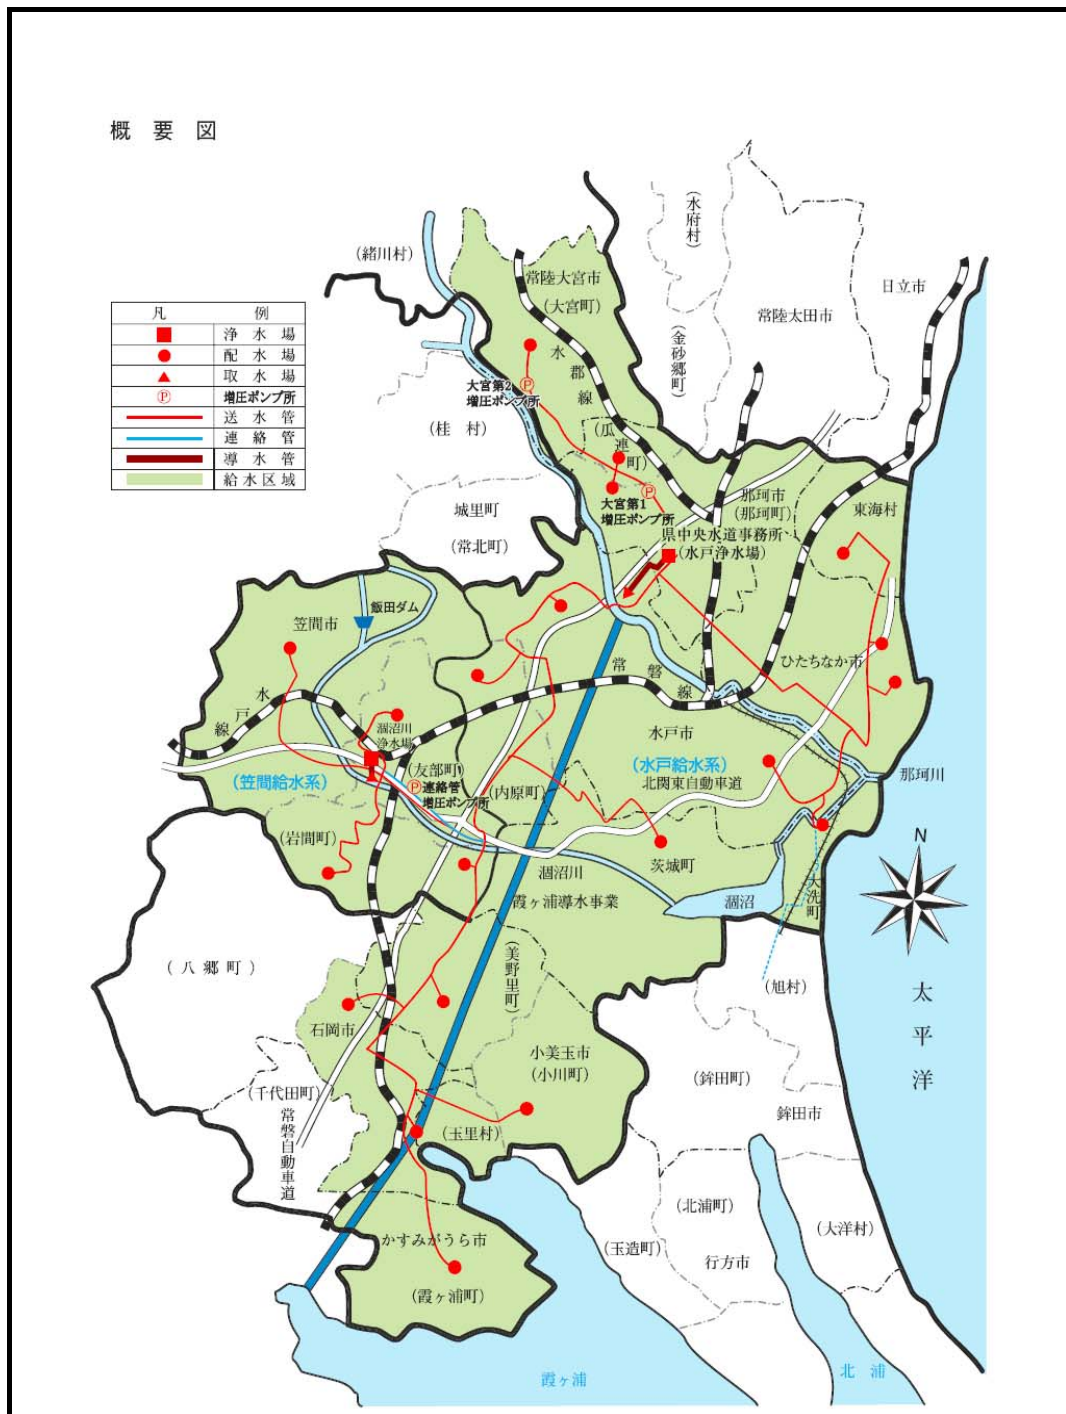 概要図
凡例
浄水場
配水場
取水場
Ⓟ 増圧ポンプ所
送水管
連絡管
導水管
給水区域
(水府村)
(緒川村)
常陸大宮市
(大宮町)
日立市
常陸太田市
(金砂郷町)
水郡線
大宮第2
Ⓟ
増圧ポンプ所
(桂村)
(瓜連町)
Ⓟ
那珂市
(那珂町)
東海村
大宮第1
増圧ポンプ所
城里町
(常北町)
県中央水道事務所
(水戸浄水場)
飯田ダム
笠間市
ひたちなか市
常磐線
水戸線
涸沼川
浄水場
水戸市
(友部町)
(水戸給水系)
(笠間給水系)
北関東自動車道
那珂川
Ⓟ連絡管
増圧ポンプ所
(内原町)
(岩間町)
N
茨城町
涸沼川
大洗町
涸沼
霞ヶ浦導水事業
(八郷町)
(美野里町)
(旭村)
太平洋
石岡市
小美玉市
(小川町)
(千代田町)
(鉾田町)
鉾田市
常磐自動車道
(玉里村)
(北浦町)
(大洋村)
かすみがうら市
(玉造町)
行方市
(霞ヶ浦町)
霞ヶ浦
北浦